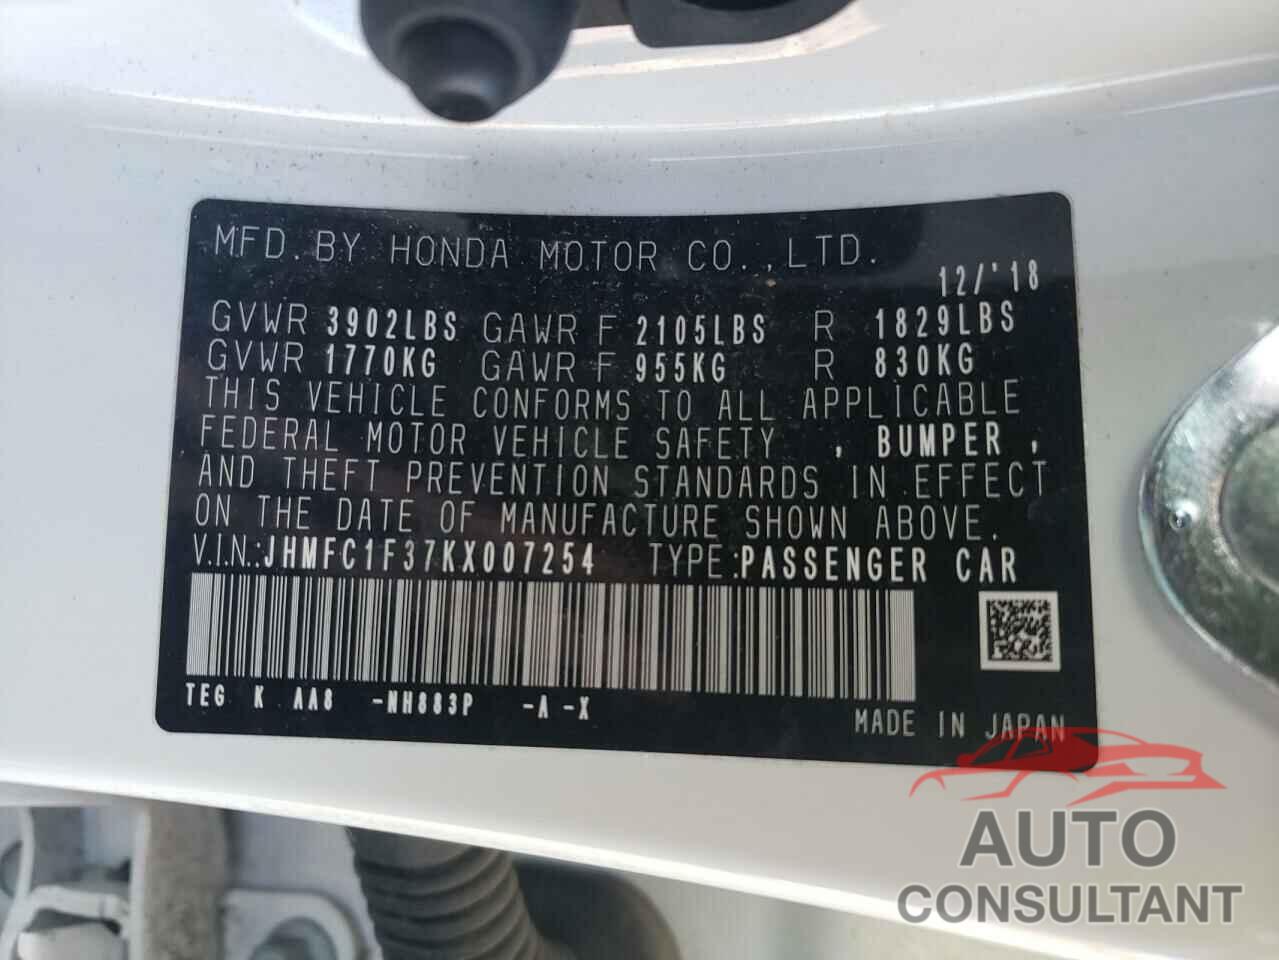 MFD. BY HONDA MOTOR CO., LTD.
12/'18
GVWR 3902LBS GAWR F 2105LBS R 1829LBS
GVWR 1770KG GAWR F 955KG R 830KG
THIS VEHICLE CONFORMS TO ALL APPLICABLE
FEDERAL MOTOR VEHICLE SAFETY , BUMPER ,
AND THEFT PREVENTION STANDARDS IN EFFECT
ON THE DATE OF MANUFACTURE SHOWN ABOVE.
V.I.N.:JHMFC1F37KX007254 TYPE:PASSENGER CAR
TEG K AA8 -NH883P -A -X
MADE IN JAPAN
AUTO
CONSULTANT